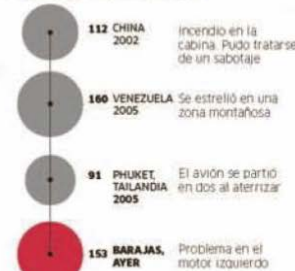 112 CHINA
2002
Incendio en la
cabina. Pudo tratarse
de un sabotaje
160 VENEZUELA
2005
Se estrelló en una
zona montañosa
91 PHUKET,
TAILANDIA
2005
El avión se partió
en dos al aterrizar
153 BARAJAS,
AYER
Problema en el
motor izquierdo